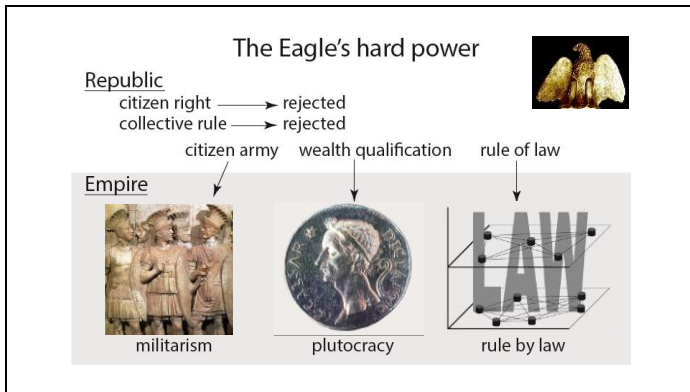 The Eagle's hard power
Republic
citizen right rejected
collective rule rejected
citizen army wealth qualification rule of law
Empire
CAESAR
LAW
militarism plutocracy rule by law